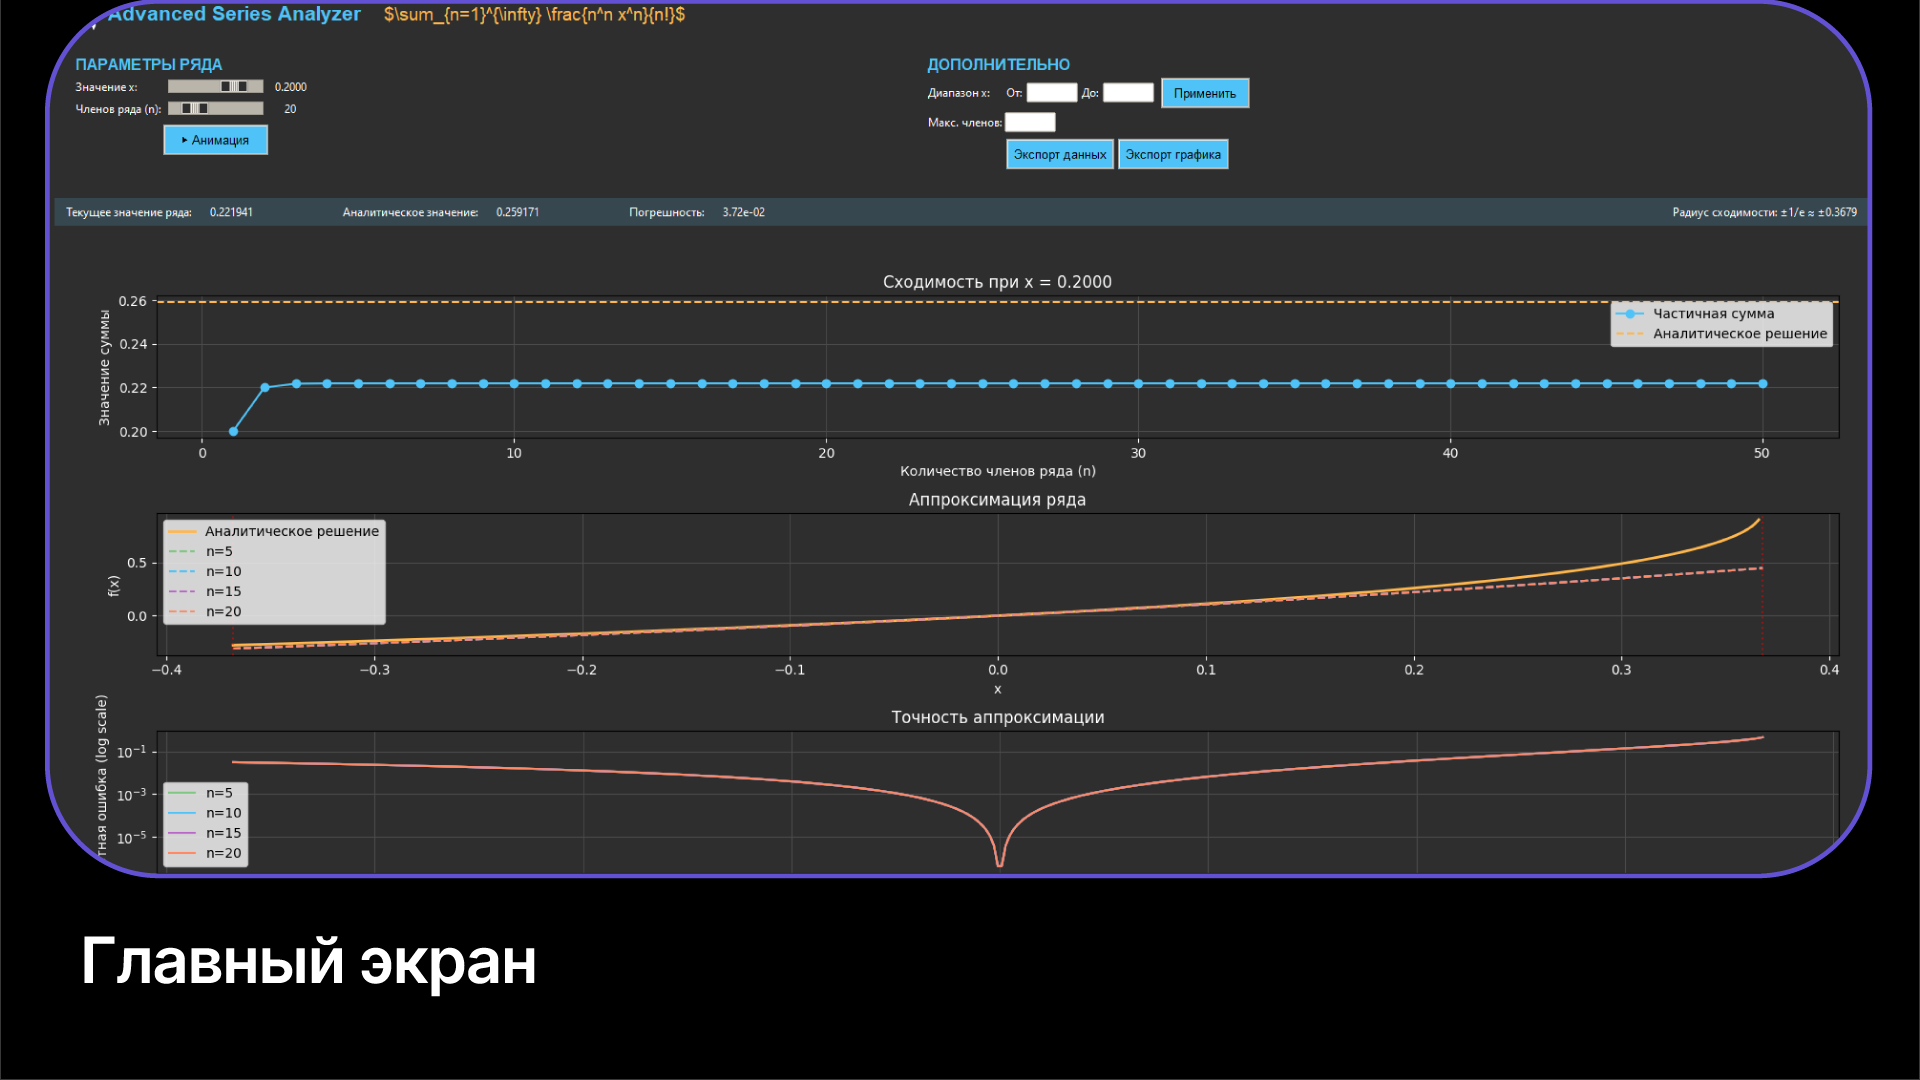 Advanced Series Analyzer $\sum_{n=1}^{\infty} \frac{n^n x^n}{n!}$
ПАРАМЕТРЫ РЯДА
Значение x: 0.2000
Членов ряда (n): 20
▸ Анимация
ДОПОЛНИТЕЛЬНО
Диапазон x: От: До: Применить
Макс. членов:
Экспорт данных Экспорт графика
Текущее значение ряда: 0.221941 Аналитическое значение: 0.259171 Погрешность: 3.72e-02 Радиус сходимости: ±1/e ≈ ±0.3679
Сходимость при x = 0.2000
Значение суммы
0.26
0.24
0.22
0.20
Частичная сумма
Аналитическое решение
0 10 20 30 40 50
Количество членов ряда (n)
Аппроксимация ряда
f(x)
0.5
0.0
Аналитическое решение
n=5
n=10
n=15
n=20
−0.4 −0.3 −0.2 −0.1 0.0 0.1 0.2 0.3 0.4
x
Точность аппроксимации
тная ошибка (log scale)
10⁻¹
10⁻³
10⁻⁵
n=5
n=10
n=15
n=20
Главный экран